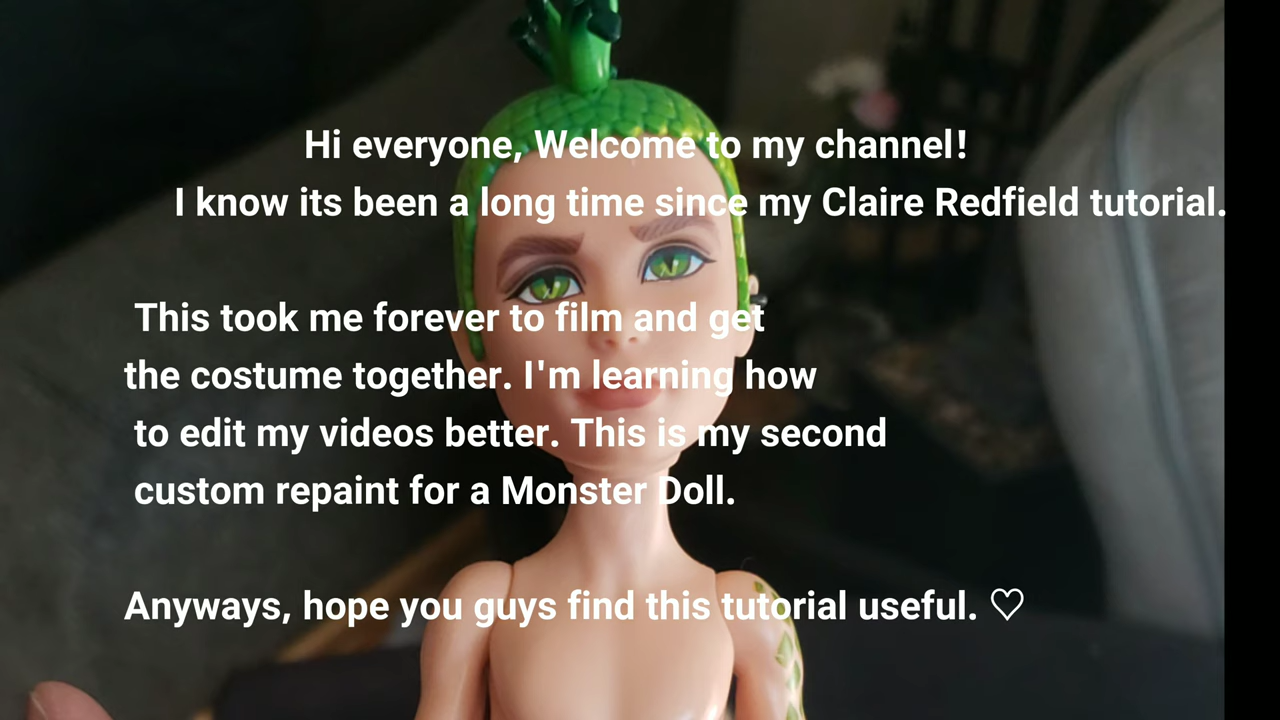 Hi everyone, Welcome to my channel!
I know its been a long time since my Claire Redfield tutorial.
This took me forever to film and get
the costume together. I'm learning how
to edit my videos better. This is my second
custom repaint for a Monster Doll.
Anyways, hope you guys find this tutorial useful. ♡